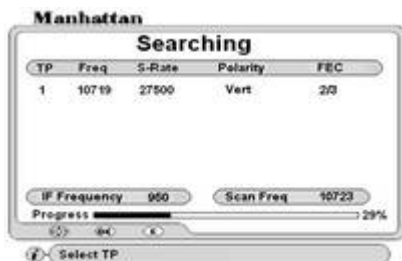 Manhattan
Searching
TP Freq S-Rate Polarity FEC
1 10719 27500 Vert 2/3
IF Frequency 950 Scan Freq 10723
Progress 29%
i Select TP